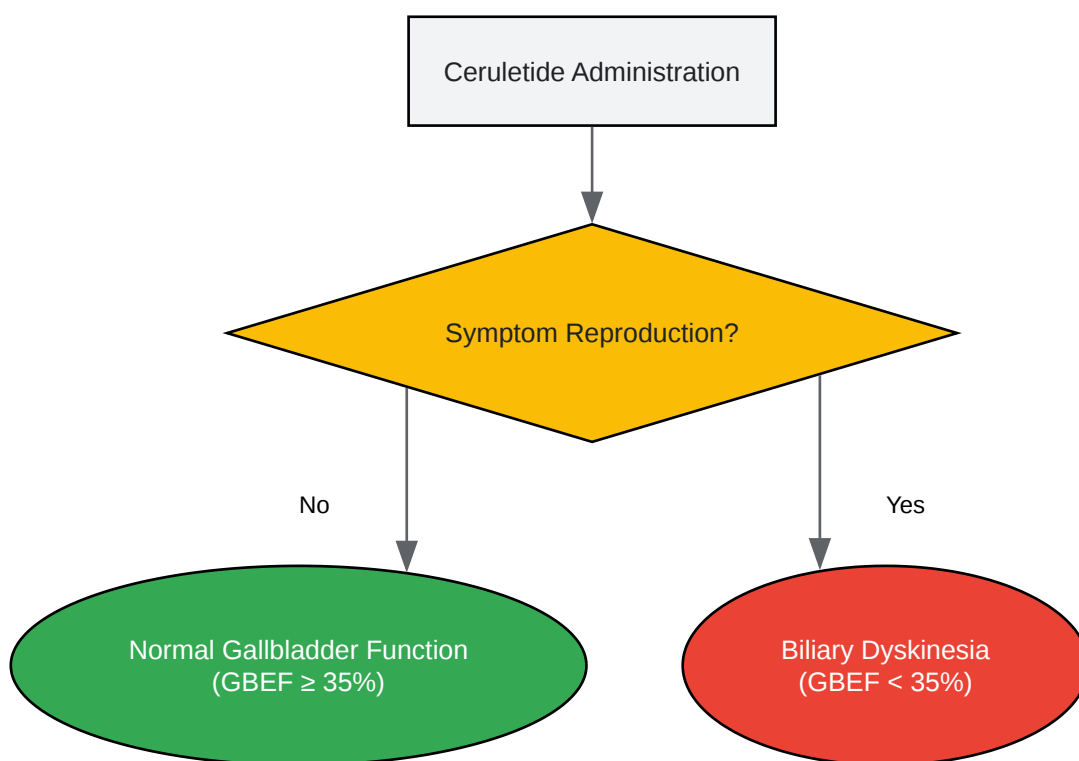 Ceruletide Administration
Symptom Reproduction?
No
Yes
Normal Gallbladder Function
(GBEF ≥ 35%)
Biliary Dyskinesia
(GBEF < 35%)